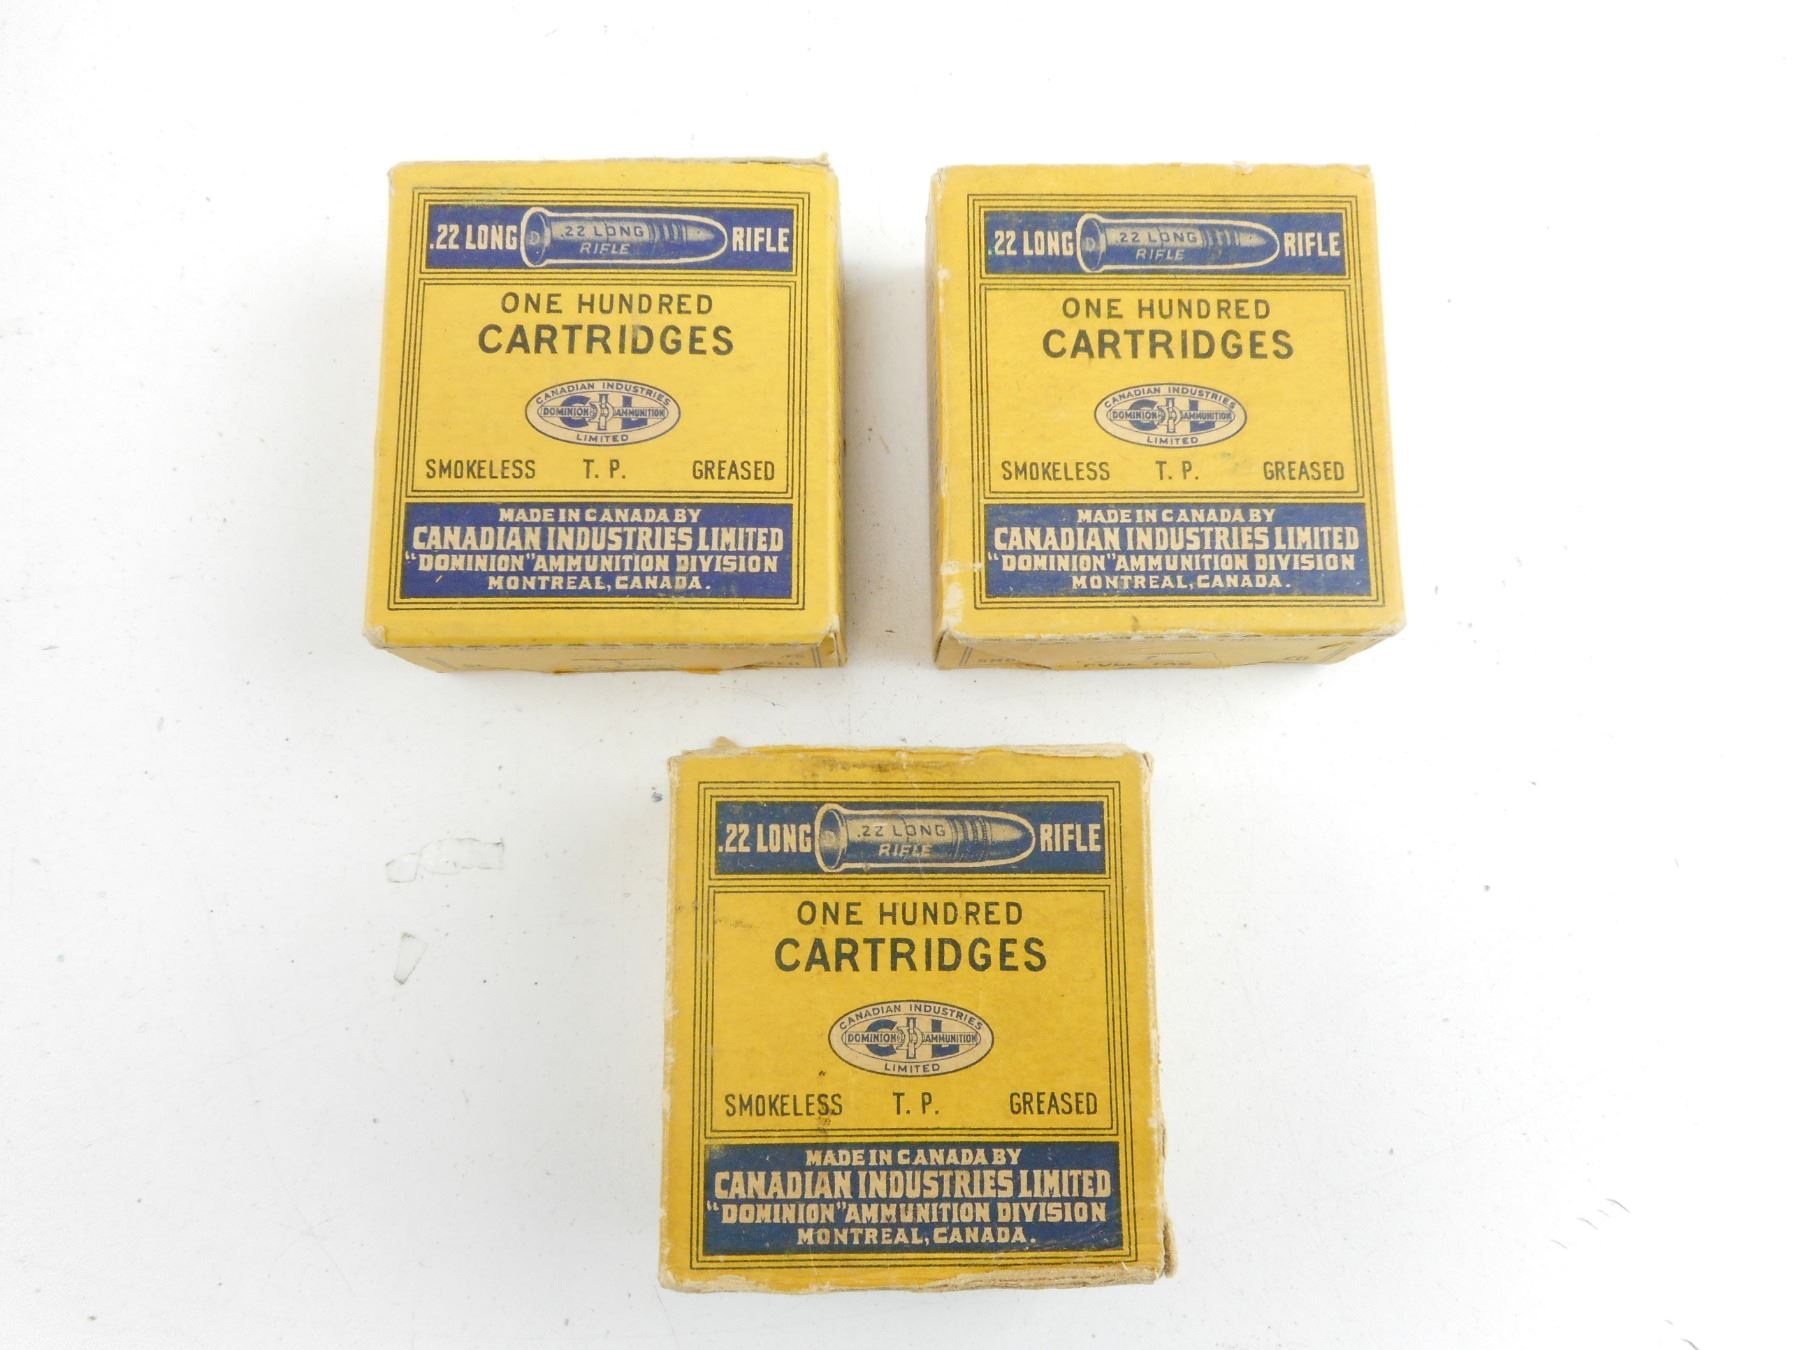 .22 LONG .22 LONG RIFLE RIFLE
ONE HUNDRED
CARTRIDGES
CANADIAN INDUSTRIES
CIL
DOMINION AMMUNITION
LIMITED
SMOKELESS T. P. GREASED
MADE IN CANADA BY
CANADIAN INDUSTRIES LIMITED
"DOMINION" AMMUNITION DIVISION
MONTREAL, CANADA.
.22 LONG .22 LONG RIFLE RIFLE
ONE HUNDRED
CARTRIDGES
CANADIAN INDUSTRIES
CIL
DOMINION AMMUNITION
LIMITED
SMOKELESS T. P. GREASED
MADE IN CANADA BY
CANADIAN INDUSTRIES LIMITED
"DOMINION" AMMUNITION DIVISION
MONTREAL, CANADA.
.22 LONG .22 LONG RIFLE RIFLE
ONE HUNDRED
CARTRIDGES
CANADIAN INDUSTRIES
CIL
DOMINION AMMUNITION
LIMITED
SMOKELESS T. P. GREASED
MADE IN CANADA BY
CANADIAN INDUSTRIES LIMITED
"DOMINION" AMMUNITION DIVISION
MONTREAL, CANADA.